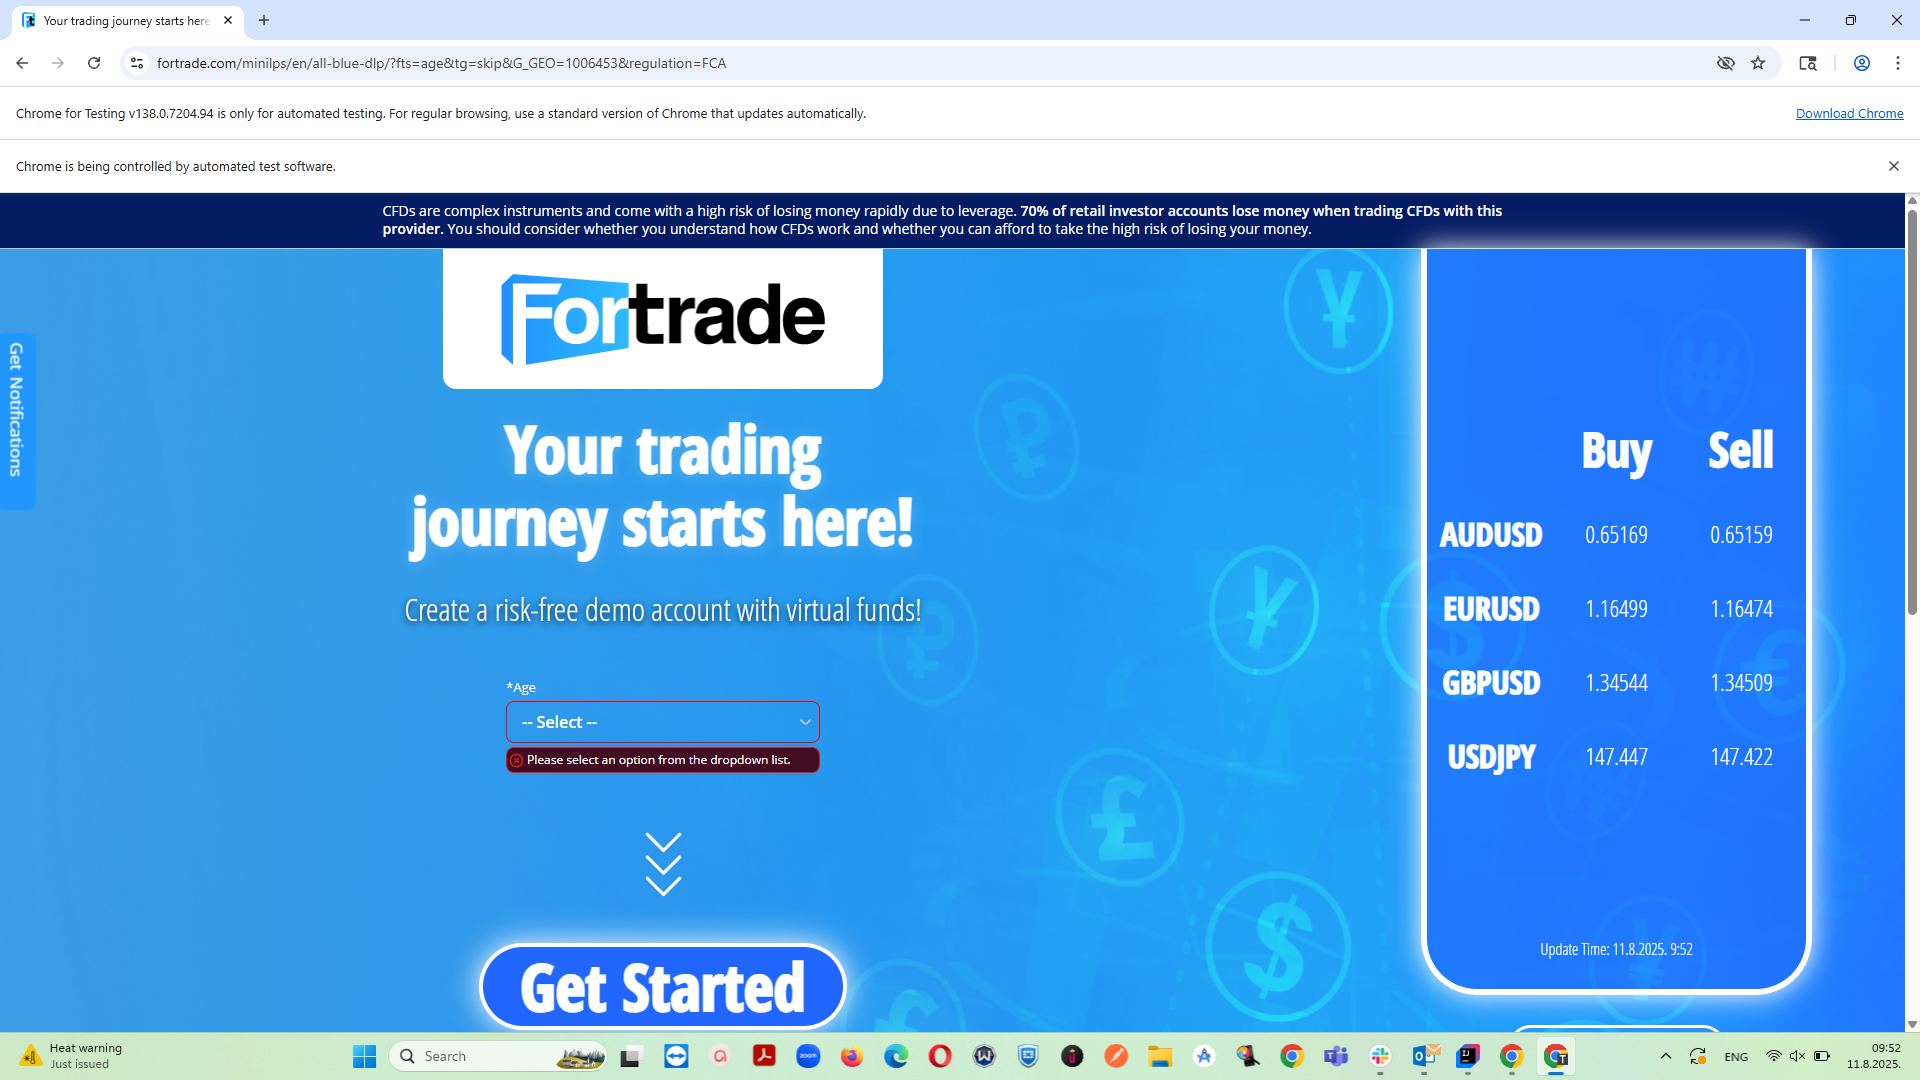 Your trading journey starts here
fortrade.com/minilps/en/all-blue-dlp/?fts=age&tg=skip&G_GEO=1006453&regulation=FCA
Chrome for Testing v138.0.7204.94 is only for automated testing. For regular browsing, use a standard version of Chrome that updates automatically.
Download Chrome
Chrome is being controlled by automated test software.
CFDs are complex instruments and come with a high risk of losing money rapidly due to leverage. 70% of retail investor accounts lose money when trading CFDs with this
provider. You should consider whether you understand how CFDs work and whether you can afford to take the high risk of losing your money.
Get Notifications
Fortrade
Your trading
journey starts here!
Create a risk-free demo account with virtual funds!
*Age
-- Select --
Please select an option from the dropdown list.
Get Started
Buy Sell
AUDUSD 0.65169 0.65159
EURUSD 1.16499 1.16474
GBPUSD 1.34544 1.34509
USDJPY 147.447 147.422
Update Time: 11.8.2025. 9:52
Heat warning
Just issued
Search
zoom
ENG
09:52
11.8.2025.